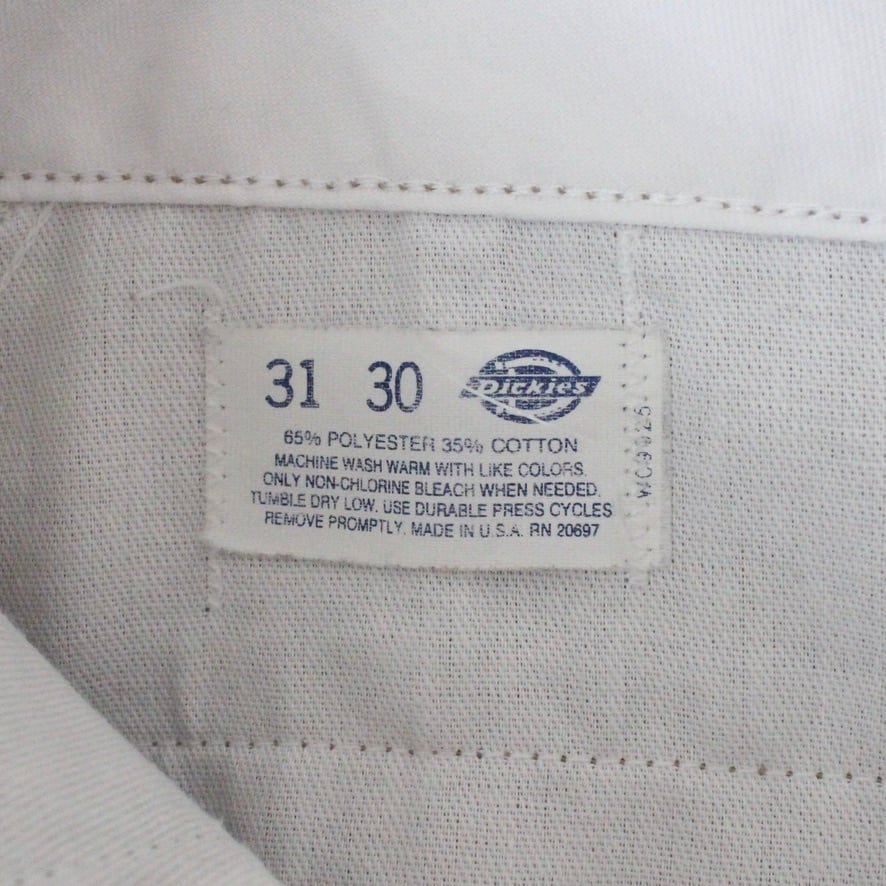 31 30 Dickies
65% POLYESTER 35% COTTON
MACHINE WASH WARM WITH LIKE COLORS.
ONLY NON-CHLORINE BLEACH WHEN NEEDED.
TUMBLE DRY LOW. USE DURABLE PRESS CYCLES
REMOVE PROMPTLY. MADE IN U.S.A. RN 20697